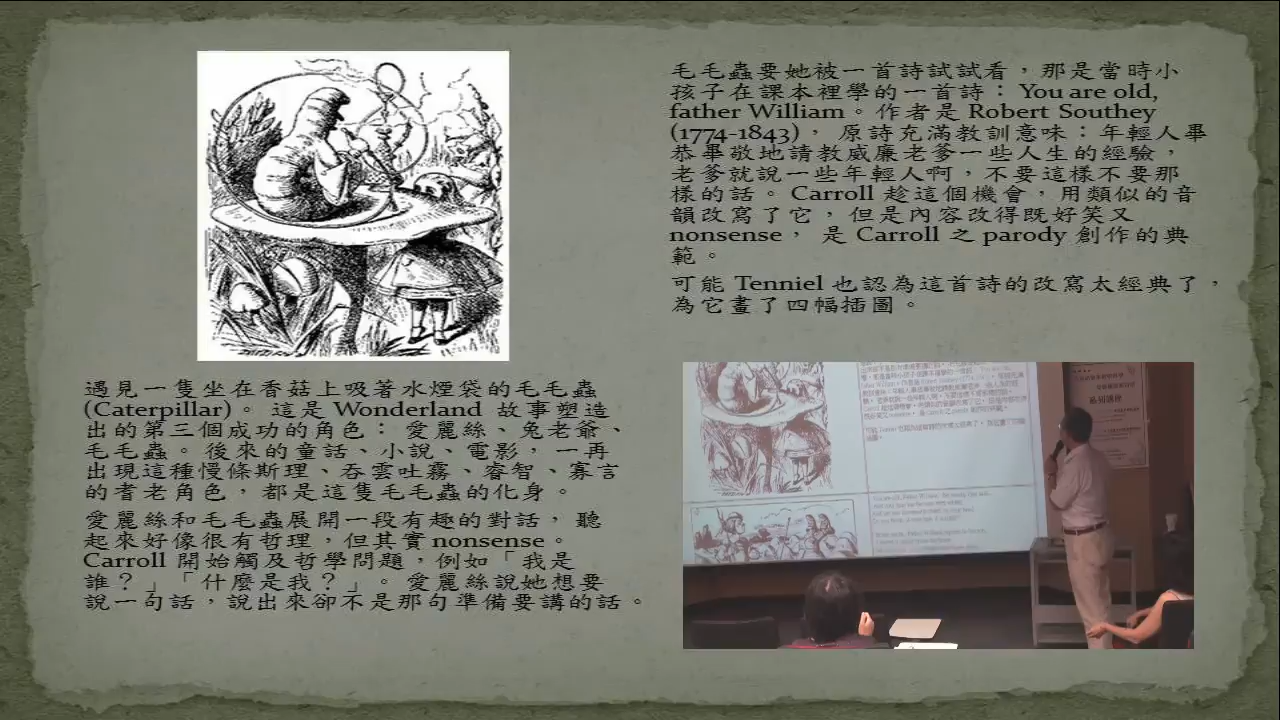 遇見一隻坐在香菇上吸著水煙袋的毛毛蟲
(Caterpillar)。 這是 Wonderland 故事塑造
出的第三個成功的角色： 愛麗絲、兔老爺、
毛毛蟲。 後來的童話、小說、電影， 一再
出現這種慢條斯理、吞雲吐霧、睿智、寡言
的耆老角色， 都是這隻毛毛蟲的化身。
愛麗絲和毛毛蟲展開一段有趣的對話， 聽
起來好像很有哲理，但其實 nonsense。
Carroll 開始觸及哲學問題，例如「 我是
誰？」「什麼是我？」。 愛麗絲說她想要
說一句話，說出來卻不是那句準備要講的話。
毛毛蟲要她被一首詩試試看，那是當時小
孩子在課本裡學的一首詩： You are old,
father William。作者是 Robert Southey
(1774-1843)， 原詩充滿教訓意味：年輕人畢
恭畢敬地請教威廉老爹一些人生的經驗，
老爹就說一些年輕人啊，不要這樣不要那
樣的話。 Carroll 趁這個機會，用類似的音
韻改寫了它，但是內容改得既好笑又
nonsense， 是 Carroll 之 parody 創作的典
範。
可能 Tenniel 也認為這首詩的改寫太經典了，
為它畫了四幅插圖。